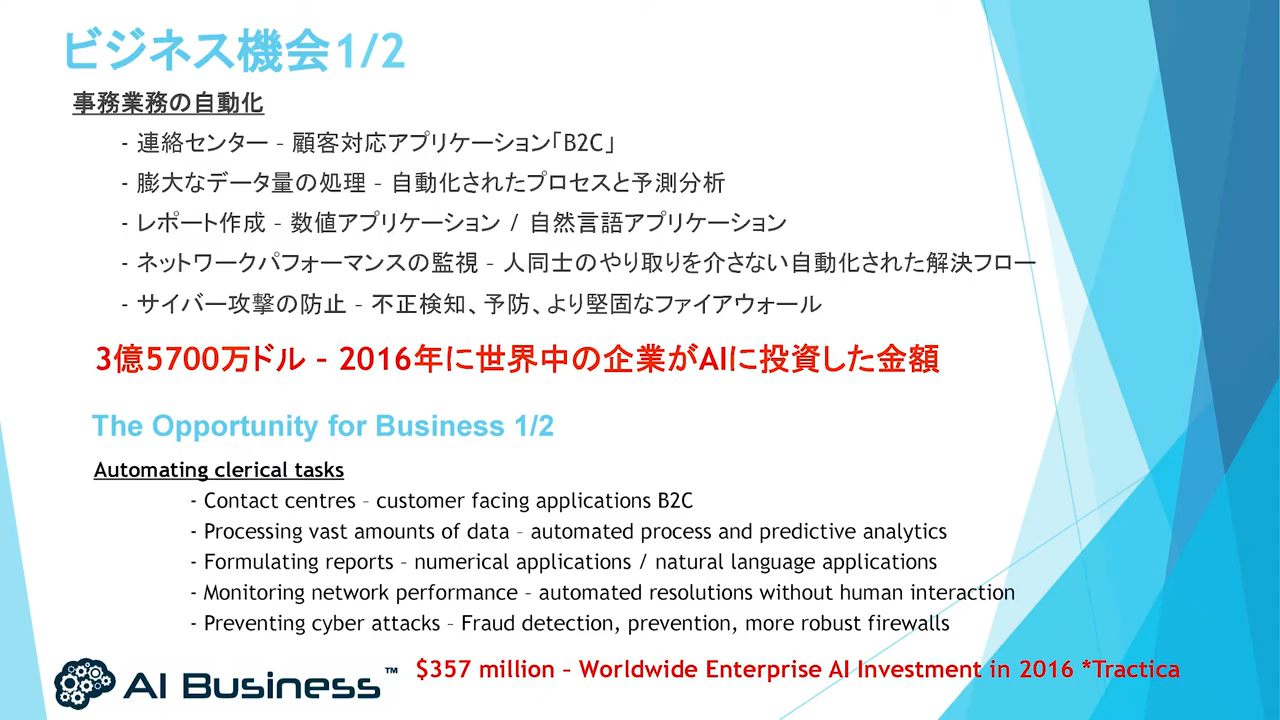 ビジネス機会1/2
事務業務の自動化
- 連絡センター – 顧客対応アプリケーション「B2C」
- 膨大なデータ量の処理 – 自動化されたプロセスと予測分析
- レポート作成 – 数値アプリケーション / 自然言語アプリケーション
- ネットワークパフォーマンスの監視 – 人同士のやり取りを介さない自動化された解決フロー
- サイバー攻撃の防止 – 不正検知、予防、より堅固なファイアウォール
3億5700万ドル – 2016年に世界中の企業がAIに投資した金額
The Opportunity for Business 1/2
Automating clerical tasks
- Contact centres – customer facing applications B2C
- Processing vast amounts of data – automated process and predictive analytics
- Formulating reports – numerical applications / natural language applications
- Monitoring network performance – automated resolutions without human interaction
- Preventing cyber attacks – Fraud detection, prevention, more robust firewalls
$357 million – Worldwide Enterprise AI Investment in 2016 *Tractica
AI Business™